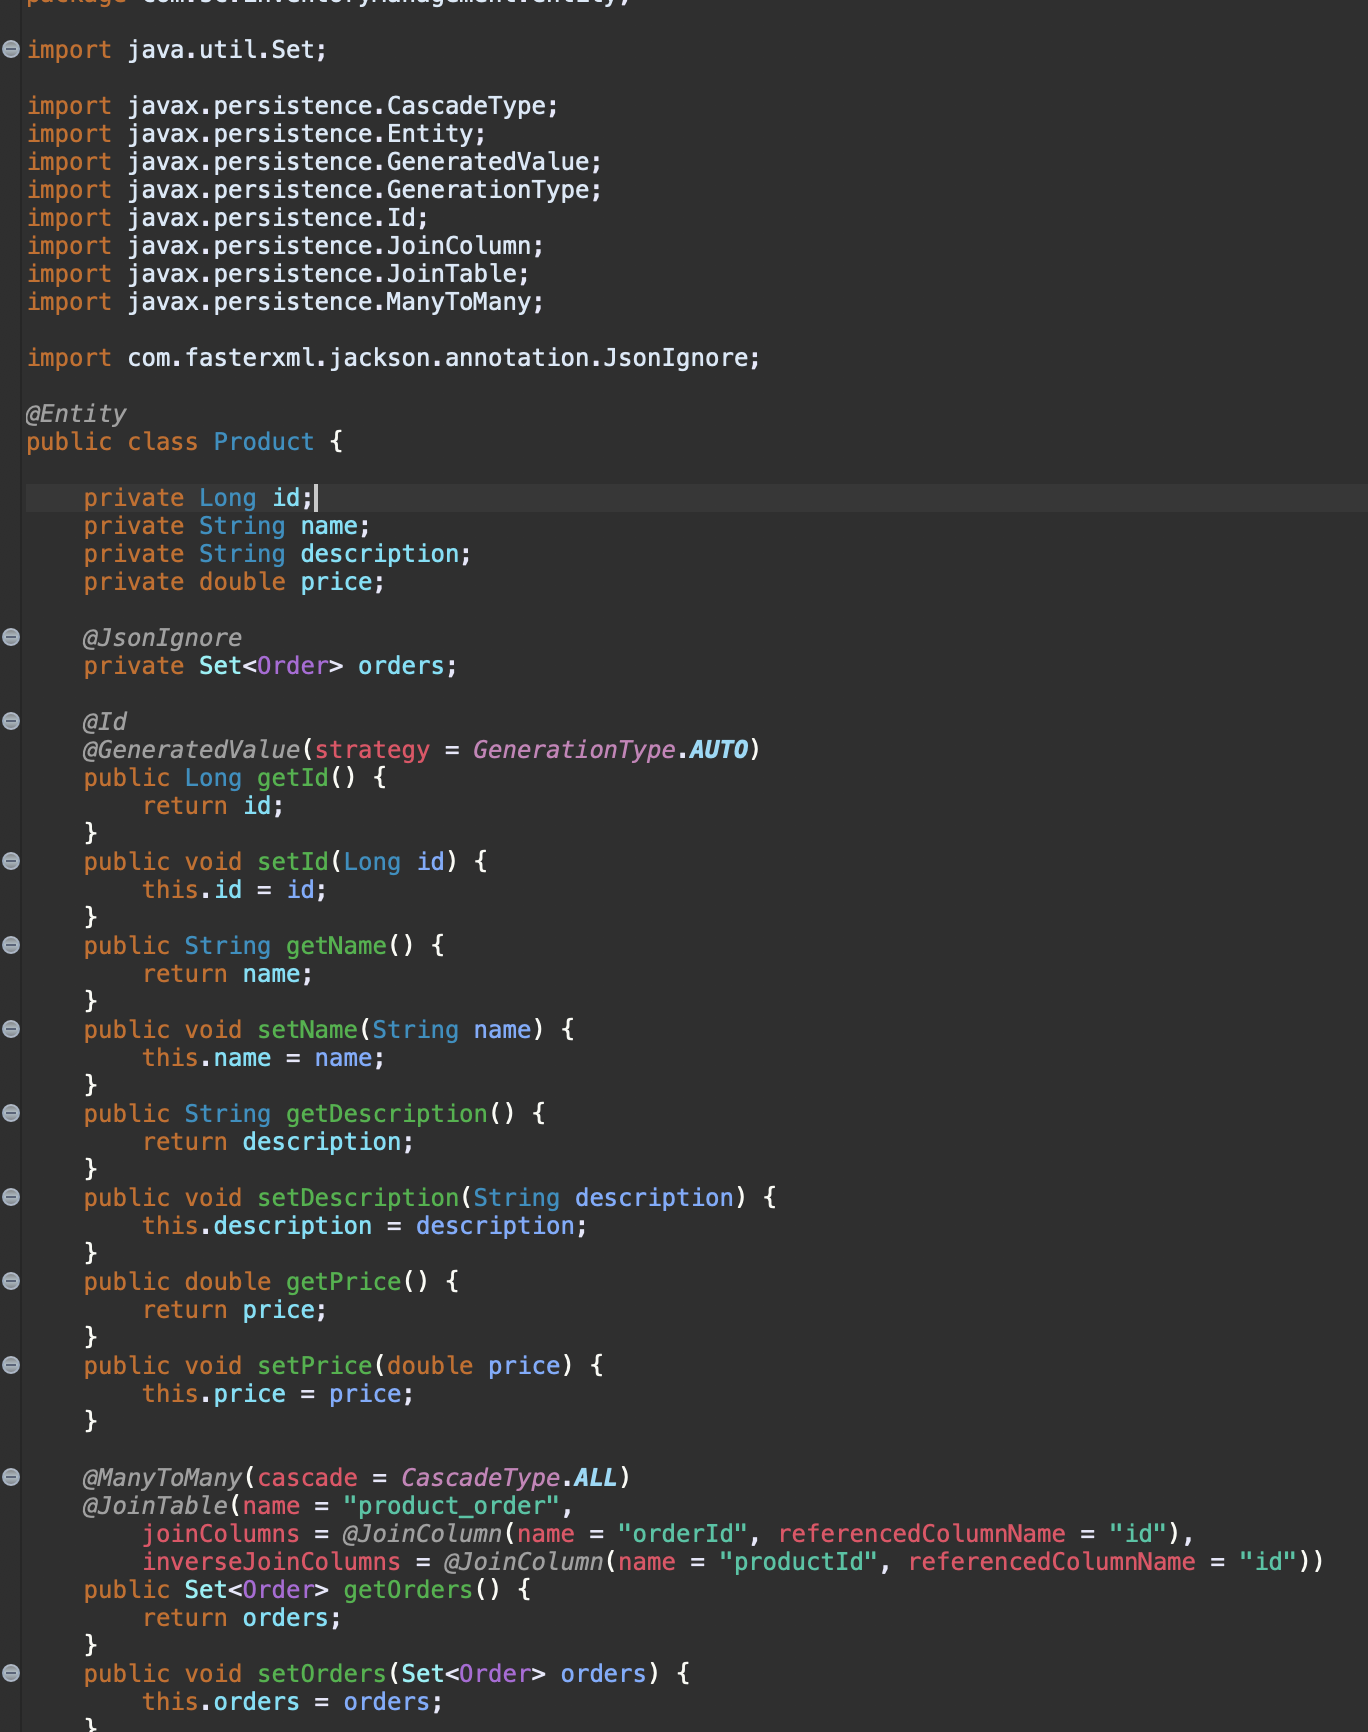 import java.util.Set;
import javax.persistence.CascadeType;
import javax.persistence.Entity;
import javax.persistence.GeneratedValue;
import javax.persistence.GenerationType;
import javax.persistence.Id;
import javax.persistence.JoinColumn;
import javax.persistence.JoinTable;
import javax.persistence.ManyToMany;
import com.fasterxml.jackson.annotation.JsonIgnore;
@Entity
public class Product {
private Long id;
private String name;
private String description;
private double price;
@JsonIgnore
private Set<Order> orders;
@Id
@GeneratedValue(strategy = GenerationType.AUTO)
public Long getId() {
return id;
}
public void setId(Long id) {
this.id = id;
}
public String getName() {
return name;
}
public void setName(String name) {
this.name = name;
}
public String getDescription() {
return description;
}
public void setDescription(String description) {
this.description = description;
}
public double getPrice() {
return price;
}
public void setPrice(double price) {
this.price = price;
}
@ManyToMany(cascade = CascadeType.ALL)
@JoinTable(name = "product_order",
joinColumns = @JoinColumn(name = "orderId", referencedColumnName = "id"),
inverseJoinColumns = @JoinColumn(name = "productId", referencedColumnName = "id"))
public Set<Order> getOrders() {
return orders;
}
public void setOrders(Set<Order> orders) {
this.orders = orders;
}